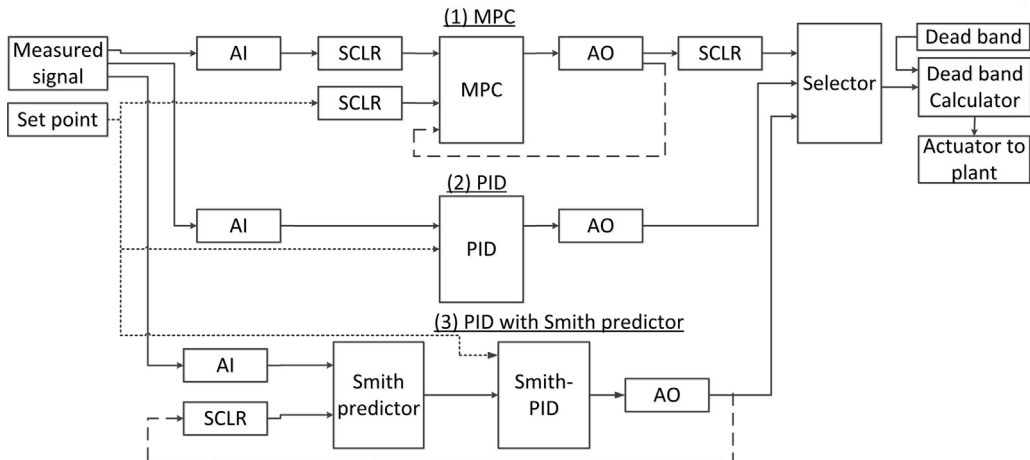 (1) MPC
Measured
signal
AI
SCLR
MPC
AO
SCLR
Selector
Dead band
Dead band
Calculator
Actuator to
plant
SCLR
Set point
(2) PID
AI
PID
AO
(3) PID with Smith predictor
AI
SCLR
Smith
predictor
Smith-
PID
AO